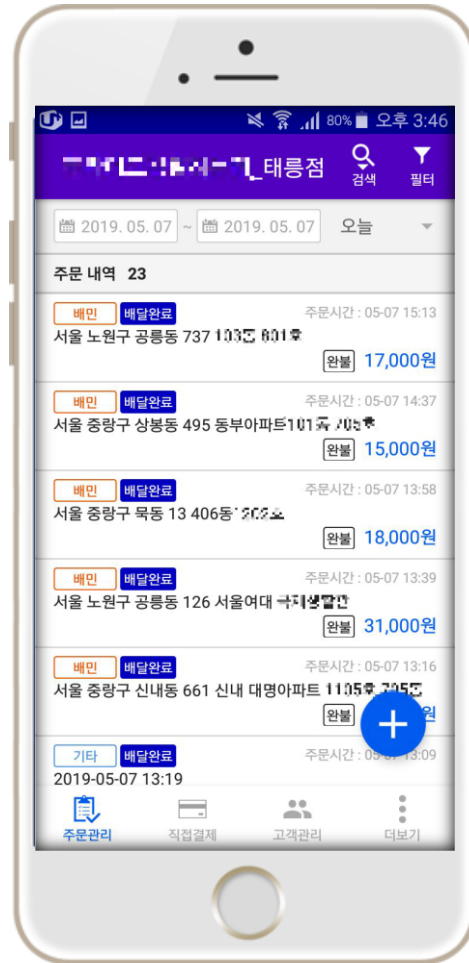 80% 오후 3:46
_태릉점
검색 필터
2019. 05. 07 ~ 2019. 05. 07 오늘
주문 내역 23
배민 배달완료 주문시간 : 05-07 15:13
서울 노원구 공릉동 737
완불 17,000원
배민 배달완료 주문시간 : 05-07 14:37
서울 중랑구 상봉동 495 동부아파트
완불 15,000원
배민 배달완료 주문시간 : 05-07 13:58
서울 중랑구 묵동 13 406동
완불 18,000원
배민 배달완료 주문시간 : 05-07 13:39
서울 노원구 공릉동 126 서울여대
완불 31,000원
배민 배달완료 주문시간 : 05-07 13:16
서울 중랑구 신내동 661 신내 대명아파트
완불 원
기타 배달완료 주문시간 : 05-07 13:09
2019-05-07 13:19
주문관리 직접결제 고객관리 더보기